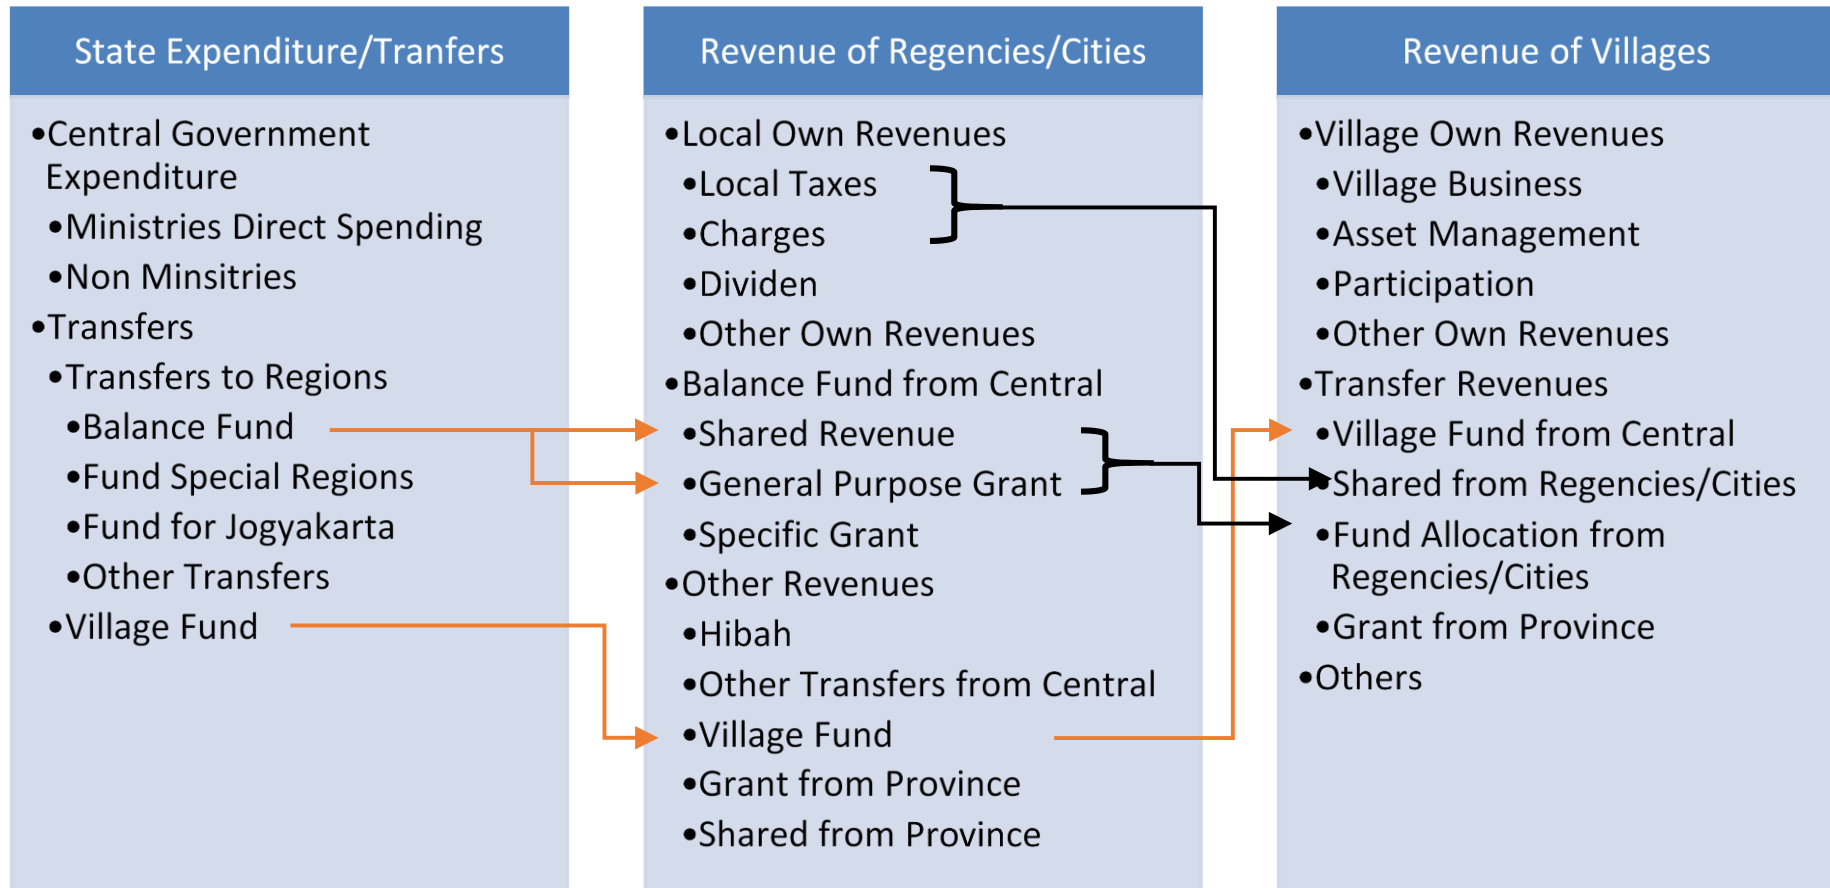 State Expenditure/Tranfers
•Central Government
Expenditure
•Ministries Direct Spending
•Non Minsitries
•Transfers
•Transfers to Regions
•Balance Fund
•Fund Special Regions
•Fund for Jogyakarta
•Other Transfers
•Village Fund
Revenue of Regencies/Cities
•Local Own Revenues
•Local Taxes
•Charges
•Dividen
•Other Own Revenues
•Balance Fund from Central
•Shared Revenue
•General Purpose Grant
•Specific Grant
•Other Revenues
•Hibah
•Other Transfers from Central
•Village Fund
•Grant from Province
•Shared from Province
Revenue of Villages
•Village Own Revenues
•Village Business
•Asset Management
•Participation
•Other Own Revenues
•Transfer Revenues
•Village Fund from Central
•Shared from Regencies/Cities
•Fund Allocation from
Regencies/Cities
•Grant from Province
•Others